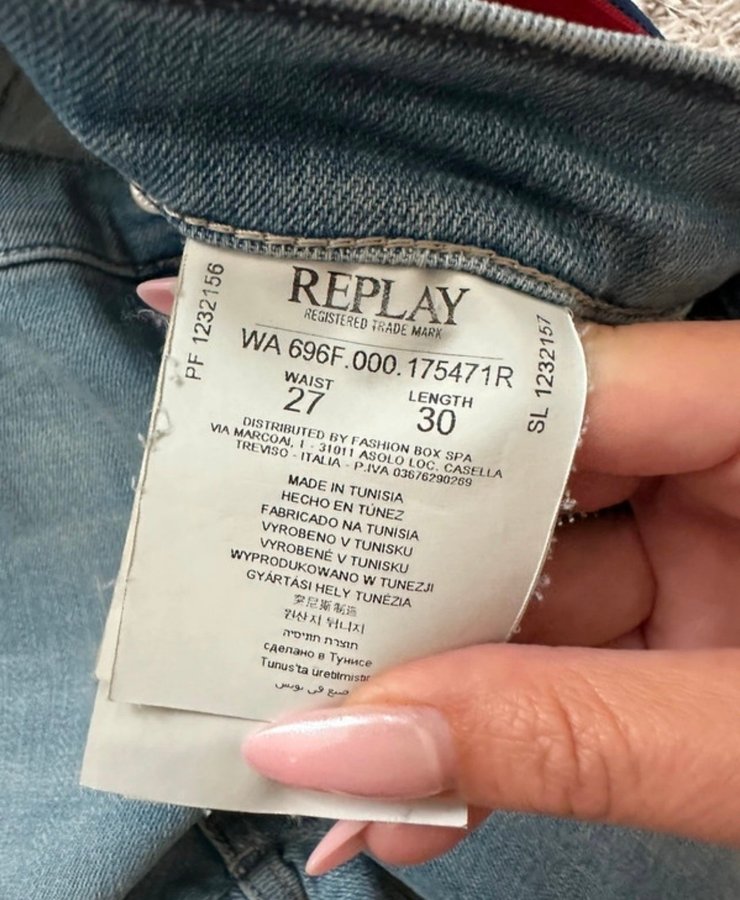 PF 1232156
REPLAY
REGISTERED TRADE MARK
WA 696F.000.175471R
WAIST
27
LENGTH
30
SL 1232157
DISTRIBUTED BY FASHION BOX SPA
VIA MARCOAI, 1 - 31011 ASOLO LOC. CASELLA
TREVISO - ITALIA - P.IVA 03676290269
MADE IN TUNISIA
HECHO EN TÚNEZ
FABRICADO NA TUNÍSIA
VYROBENO V TUNISKU
VYROBENÉ V TUNISKU
WYPRODUKOWANO W TUNEZJI
GYÁRTÁSI HELY TUNÉZIA
突尼斯制造
원산지 튀니지
תוצרת תוניסיה
сделано в Тунисе
Tunus'ta üretilmiştir
صنع في تونس